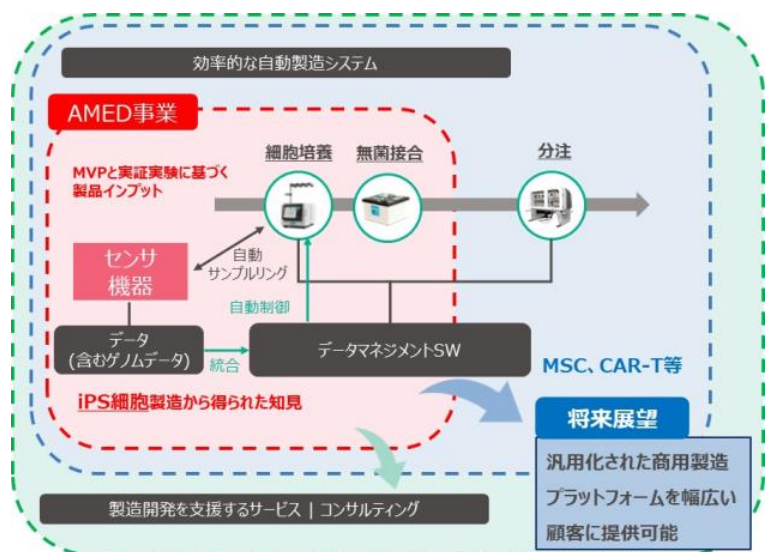 効率的な自動製造システム
AMED事業
細胞培養
無菌接合
分注
MVPと実証実験に基づく
製品インプット
センサ
機器
自動
サンプルリング
自動制御
データ
(含むゲノムデータ)
統合
データマネジメントSW
MSC、CAR-T等
iPS細胞製造から得られた知見
将来展望
汎用化された商用製造
プラットフォームを幅広い
顧客に提供可能
製造開発を支援するサービス | コンサルティング